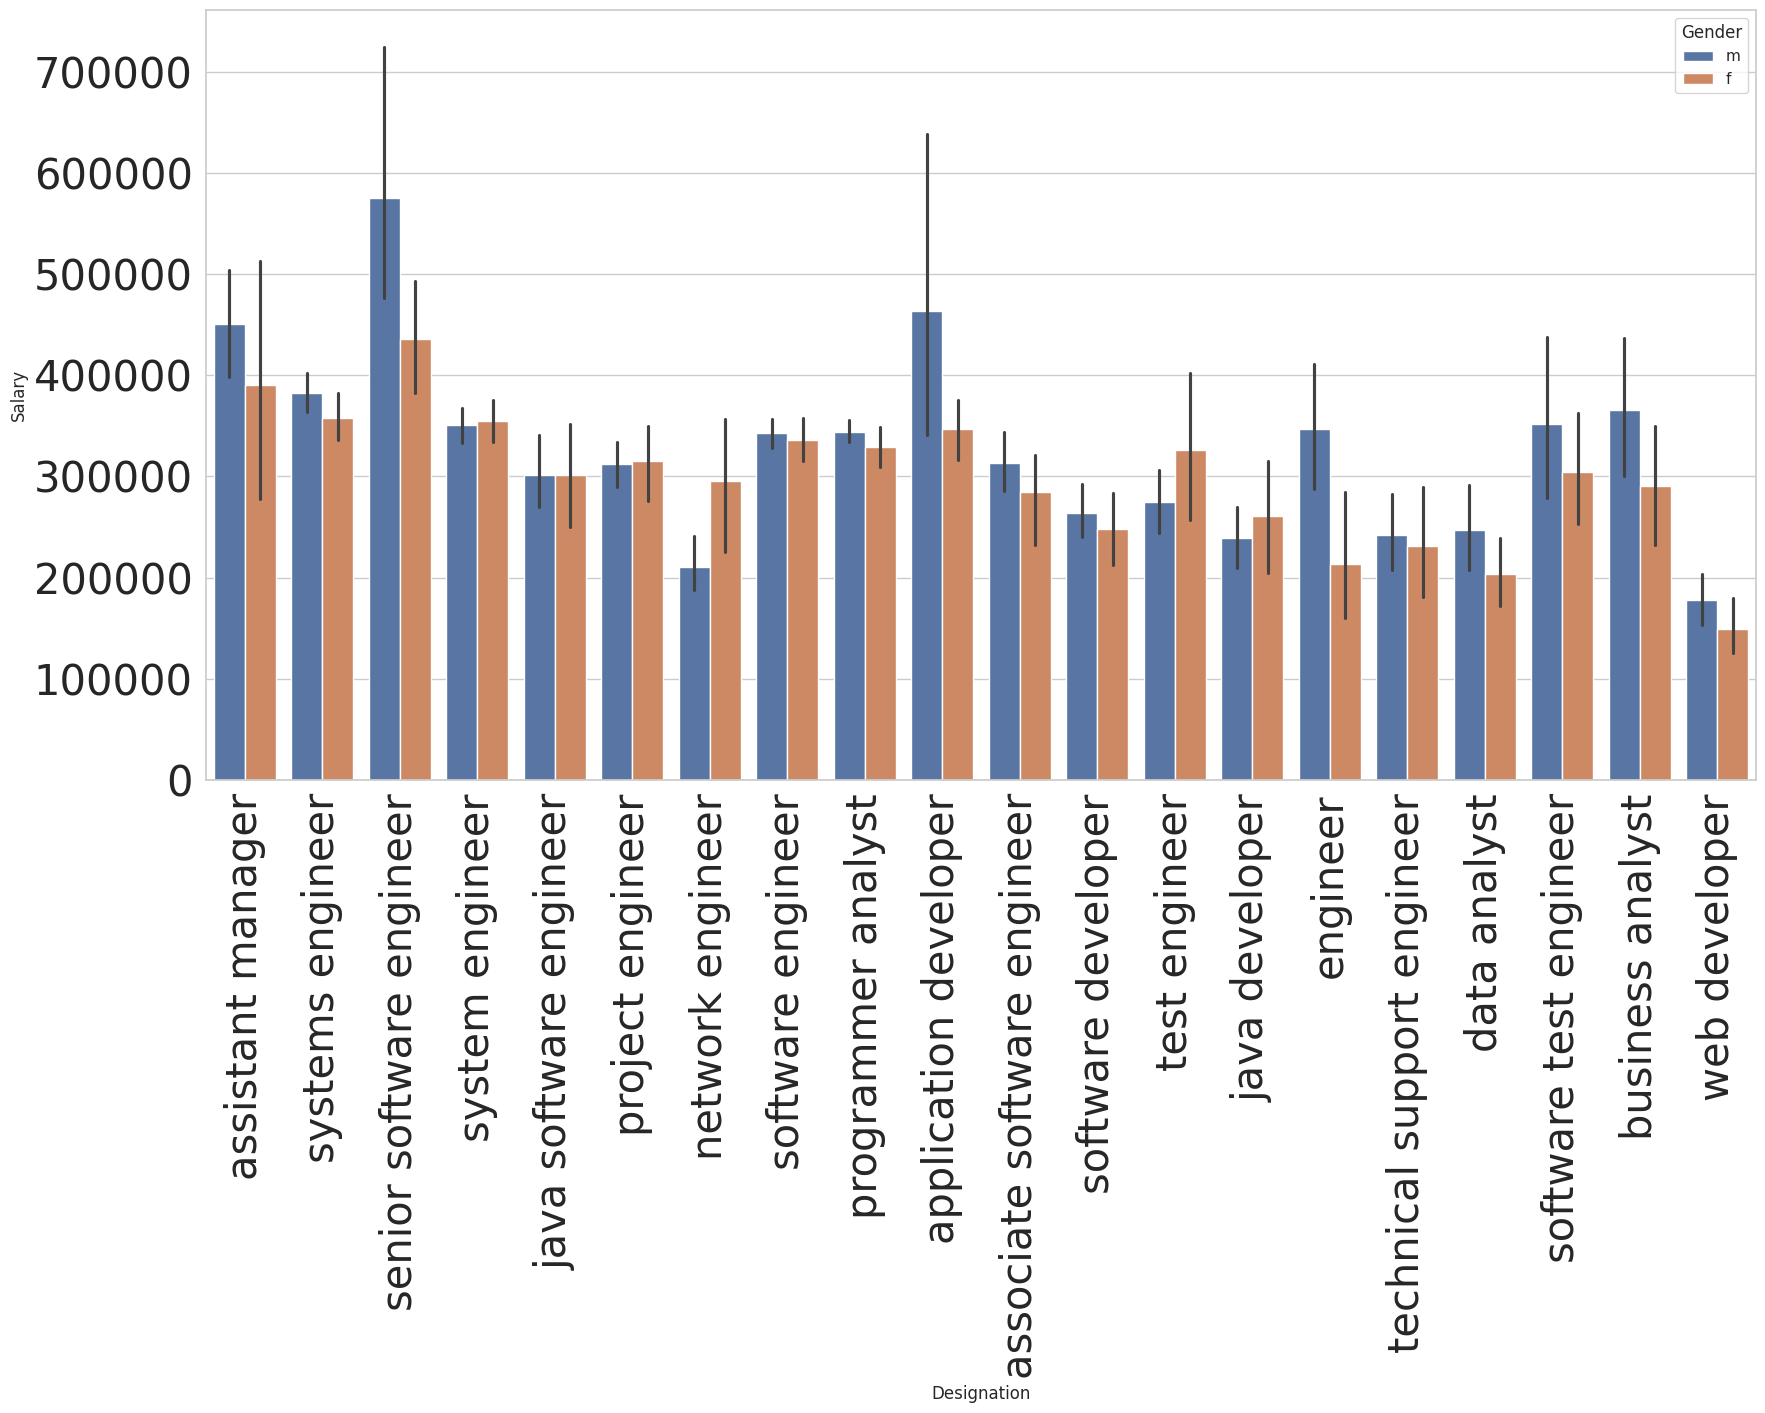 Gender
m
f
Salary
700000
600000
500000
400000
300000
200000
100000
0
assistant manager
systems engineer
senior software engineer
system engineer
java software engineer
project engineer
network engineer
software engineer
programmer analyst
application developer
associate software engineer
software developer
test engineer
java developer
engineer
technical support engineer
data analyst
software test engineer
business analyst
web developer
Designation